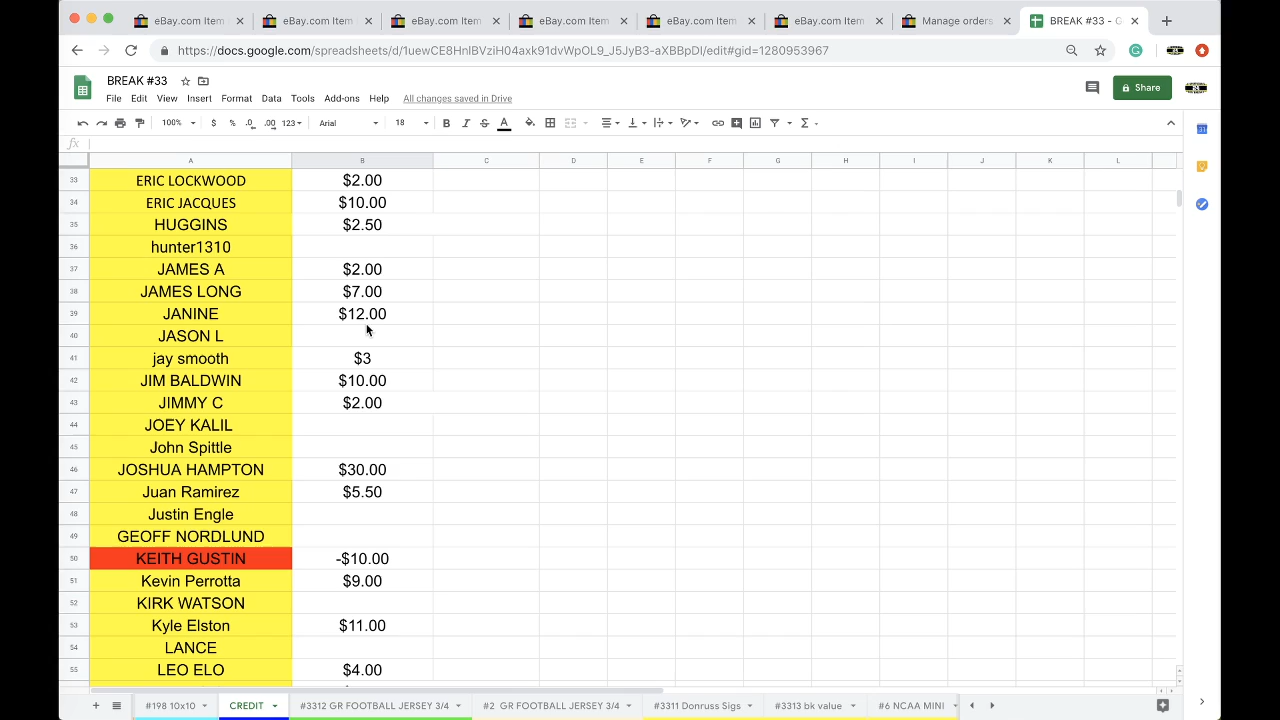 eBay.com Item
eBay.com Item
eBay.com Item
eBay.com Item
eBay.com Item
eBay.com Item
Manage orders
BREAK #33 - G
https://docs.google.com/spreadsheets/d/1uewCE8HnIBVziH04axk91dvWpOL9_J5JyB3-aXBBpDI/edit#gid=1280953967
BREAK #33
File Edit View Insert Format Data Tools Add-ons Help All changes saved in Drive
Share
100% $ % .0 .00 123 Arial 18 B I S A Σ
fx
A B C D E F G H I J K L
33 ERIC LOCKWOOD $2.00
34 ERIC JACQUES $10.00
35 HUGGINS $2.50
36 hunter1310
37 JAMES A $2.00
38 JAMES LONG $7.00
39 JANINE $12.00
40 JASON L
41 jay smooth $3
42 JIM BALDWIN $10.00
43 JIMMY C $2.00
44 JOEY KALIL
45 John Spittle
46 JOSHUA HAMPTON $30.00
47 Juan Ramirez $5.50
48 Justin Engle
49 GEOFF NORDLUND
50 KEITH GUSTIN -$10.00
51 Kevin Perrotta $9.00
52 KIRK WATSON
53 Kyle Elston $11.00
54 LANCE
55 LEO ELO $4.00
#198 10x10 CREDIT #3312 GR FOOTBALL JERSEY 3/4 #2 GR FOOTBALL JERSEY 3/4 #3311 Donruss Sigs #3313 bk value #6 NCAA MINI